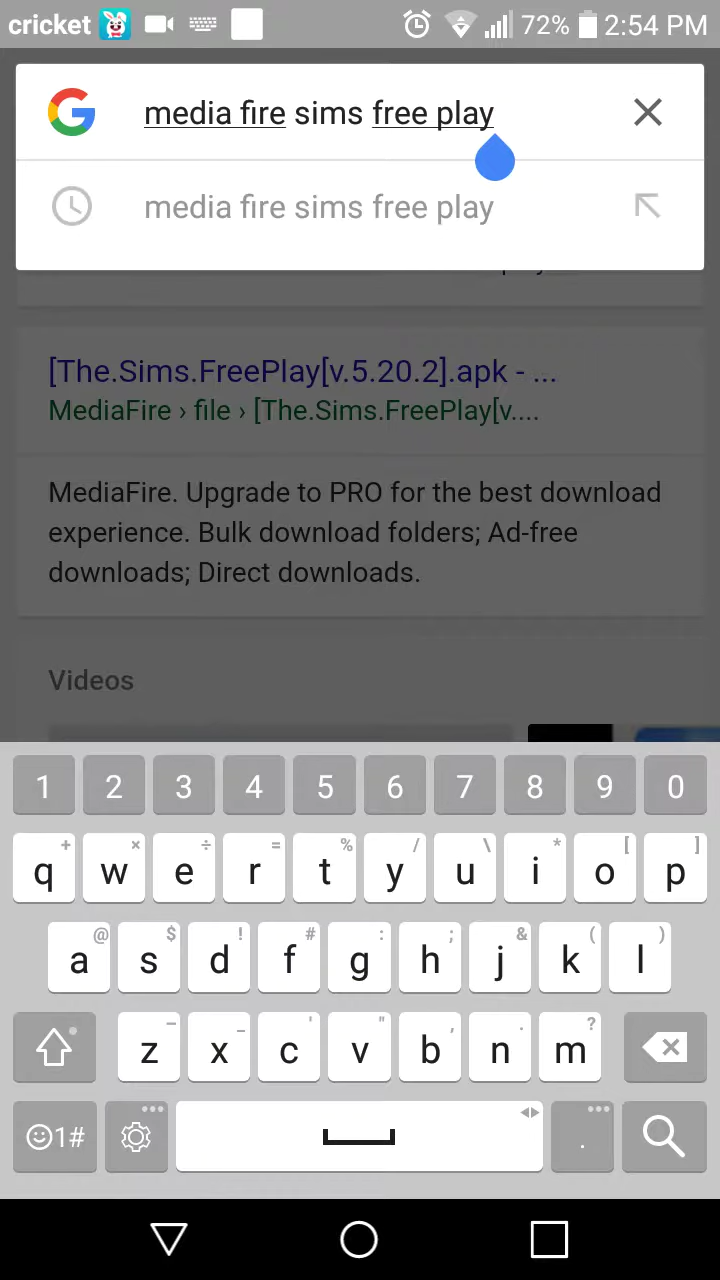 cricket 72% 2:54 PM
media fire sims free play
media fire sims free play
[The.Sims.FreePlay[v.5.20.2].apk - ...
MediaFire › file › [The.Sims.FreePlay[v....
MediaFire. Upgrade to PRO for the best download
experience. Bulk download folders; Ad-free
downloads; Direct downloads.
Videos
1 2 3 4 5 6 7 8 9 0
+ × ÷ = % / \ * [ ]
q w e r t y u i o p
@ $ ! # : ; & ( )
a s d f g h j k l
– _ ' " , . ?
z x c v b n m
1# .